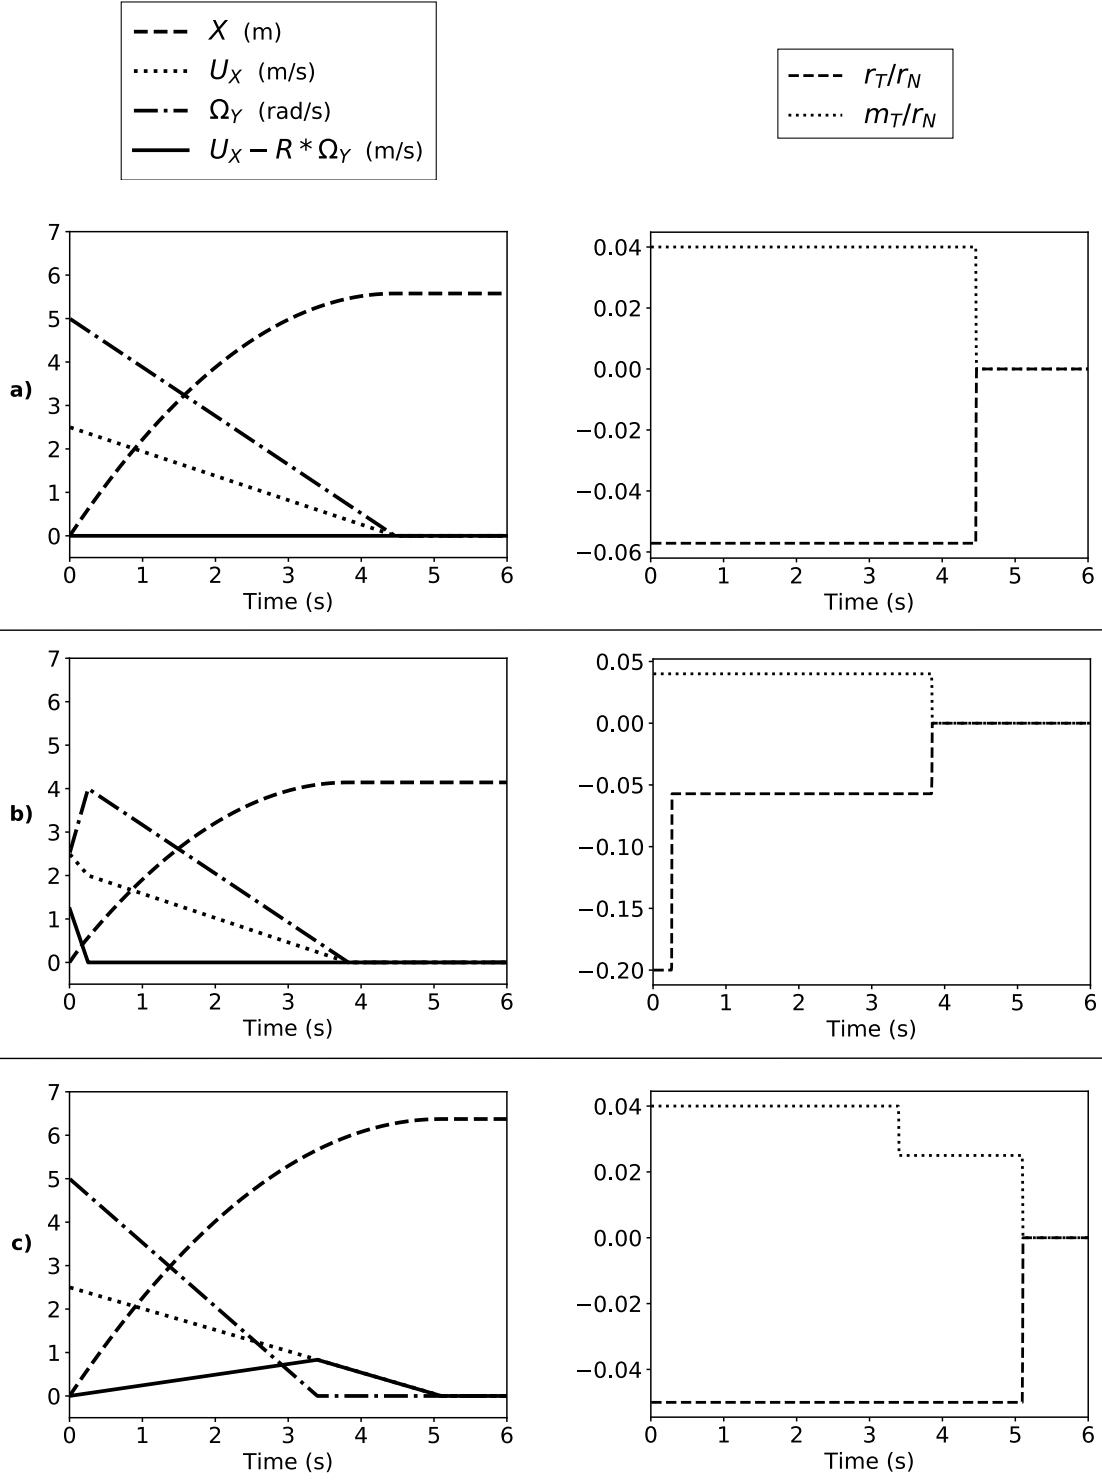 X (m)
U_X (m/s)
Ω_Y (rad/s)
U_X − R * Ω_Y (m/s)
r_T/r_N
m_T/r_N
a)
7
6
5
4
3
2
1
0
0 1 2 3 4 5 6
Time (s)
0.04
0.02
0.00
−0.02
−0.04
−0.06
0 1 2 3 4 5 6
Time (s)
b)
7
6
5
4
3
2
1
0
0 1 2 3 4 5 6
Time (s)
0.05
0.00
−0.05
−0.10
−0.15
−0.20
0 1 2 3 4 5 6
Time (s)
c)
7
6
5
4
3
2
1
0
0 1 2 3 4 5 6
Time (s)
0.04
0.02
0.00
−0.02
−0.04
0 1 2 3 4 5 6
Time (s)